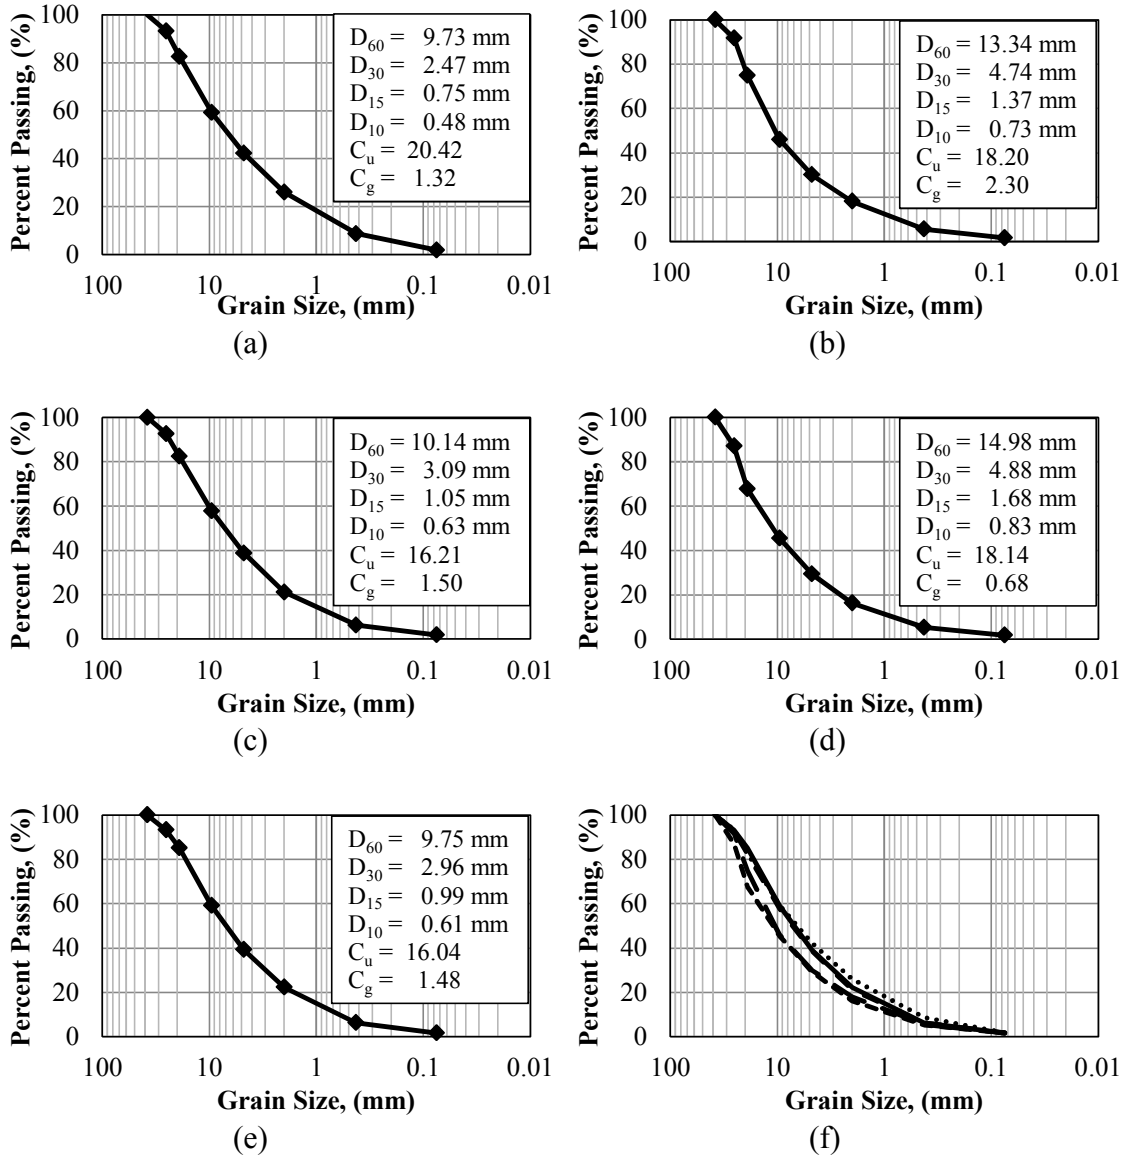 Percent Passing, (%)
100
80
60
40
20
0
D60 = 9.73 mm
D30 = 2.47 mm
D15 = 0.75 mm
D10 = 0.48 mm
Cu = 20.42
Cg = 1.32
100 10 1 0.1 0.01
Grain Size, (mm)
(a)
Percent Passing, (%)
100
80
60
40
20
0
D60 = 13.34 mm
D30 = 4.74 mm
D15 = 1.37 mm
D10 = 0.73 mm
Cu = 18.20
Cg = 2.30
100 10 1 0.1 0.01
Grain Size, (mm)
(b)
Percent Passing, (%)
100
80
60
40
20
0
D60 = 10.14 mm
D30 = 3.09 mm
D15 = 1.05 mm
D10 = 0.63 mm
Cu = 16.21
Cg = 1.50
100 10 1 0.1 0.01
Grain Size, (mm)
(c)
Percent Passing, (%)
100
80
60
40
20
0
D60 = 14.98 mm
D30 = 4.88 mm
D15 = 1.68 mm
D10 = 0.83 mm
Cu = 18.14
Cg = 0.68
100 10 1 0.1 0.01
Grain Size, (mm)
(d)
Percent Passing, (%)
100
80
60
40
20
0
D60 = 9.75 mm
D30 = 2.96 mm
D15 = 0.99 mm
D10 = 0.61 mm
Cu = 16.04
Cg = 1.48
100 10 1 0.1 0.01
Grain Size, (mm)
(e)
Percent Passing, (%)
100
80
60
40
20
0
100 10 1 0.1 0.01
Grain Size, (mm)
(f)